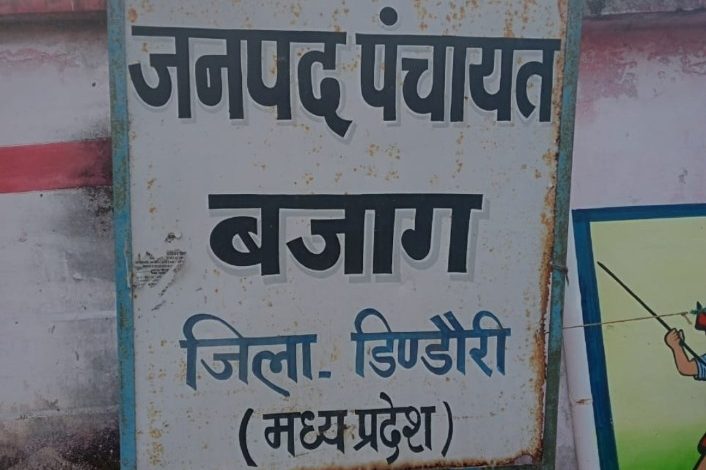 जनपद पंचायत
बजाग
जिला- डिण्डौरी
(मध्य प्रदेश)